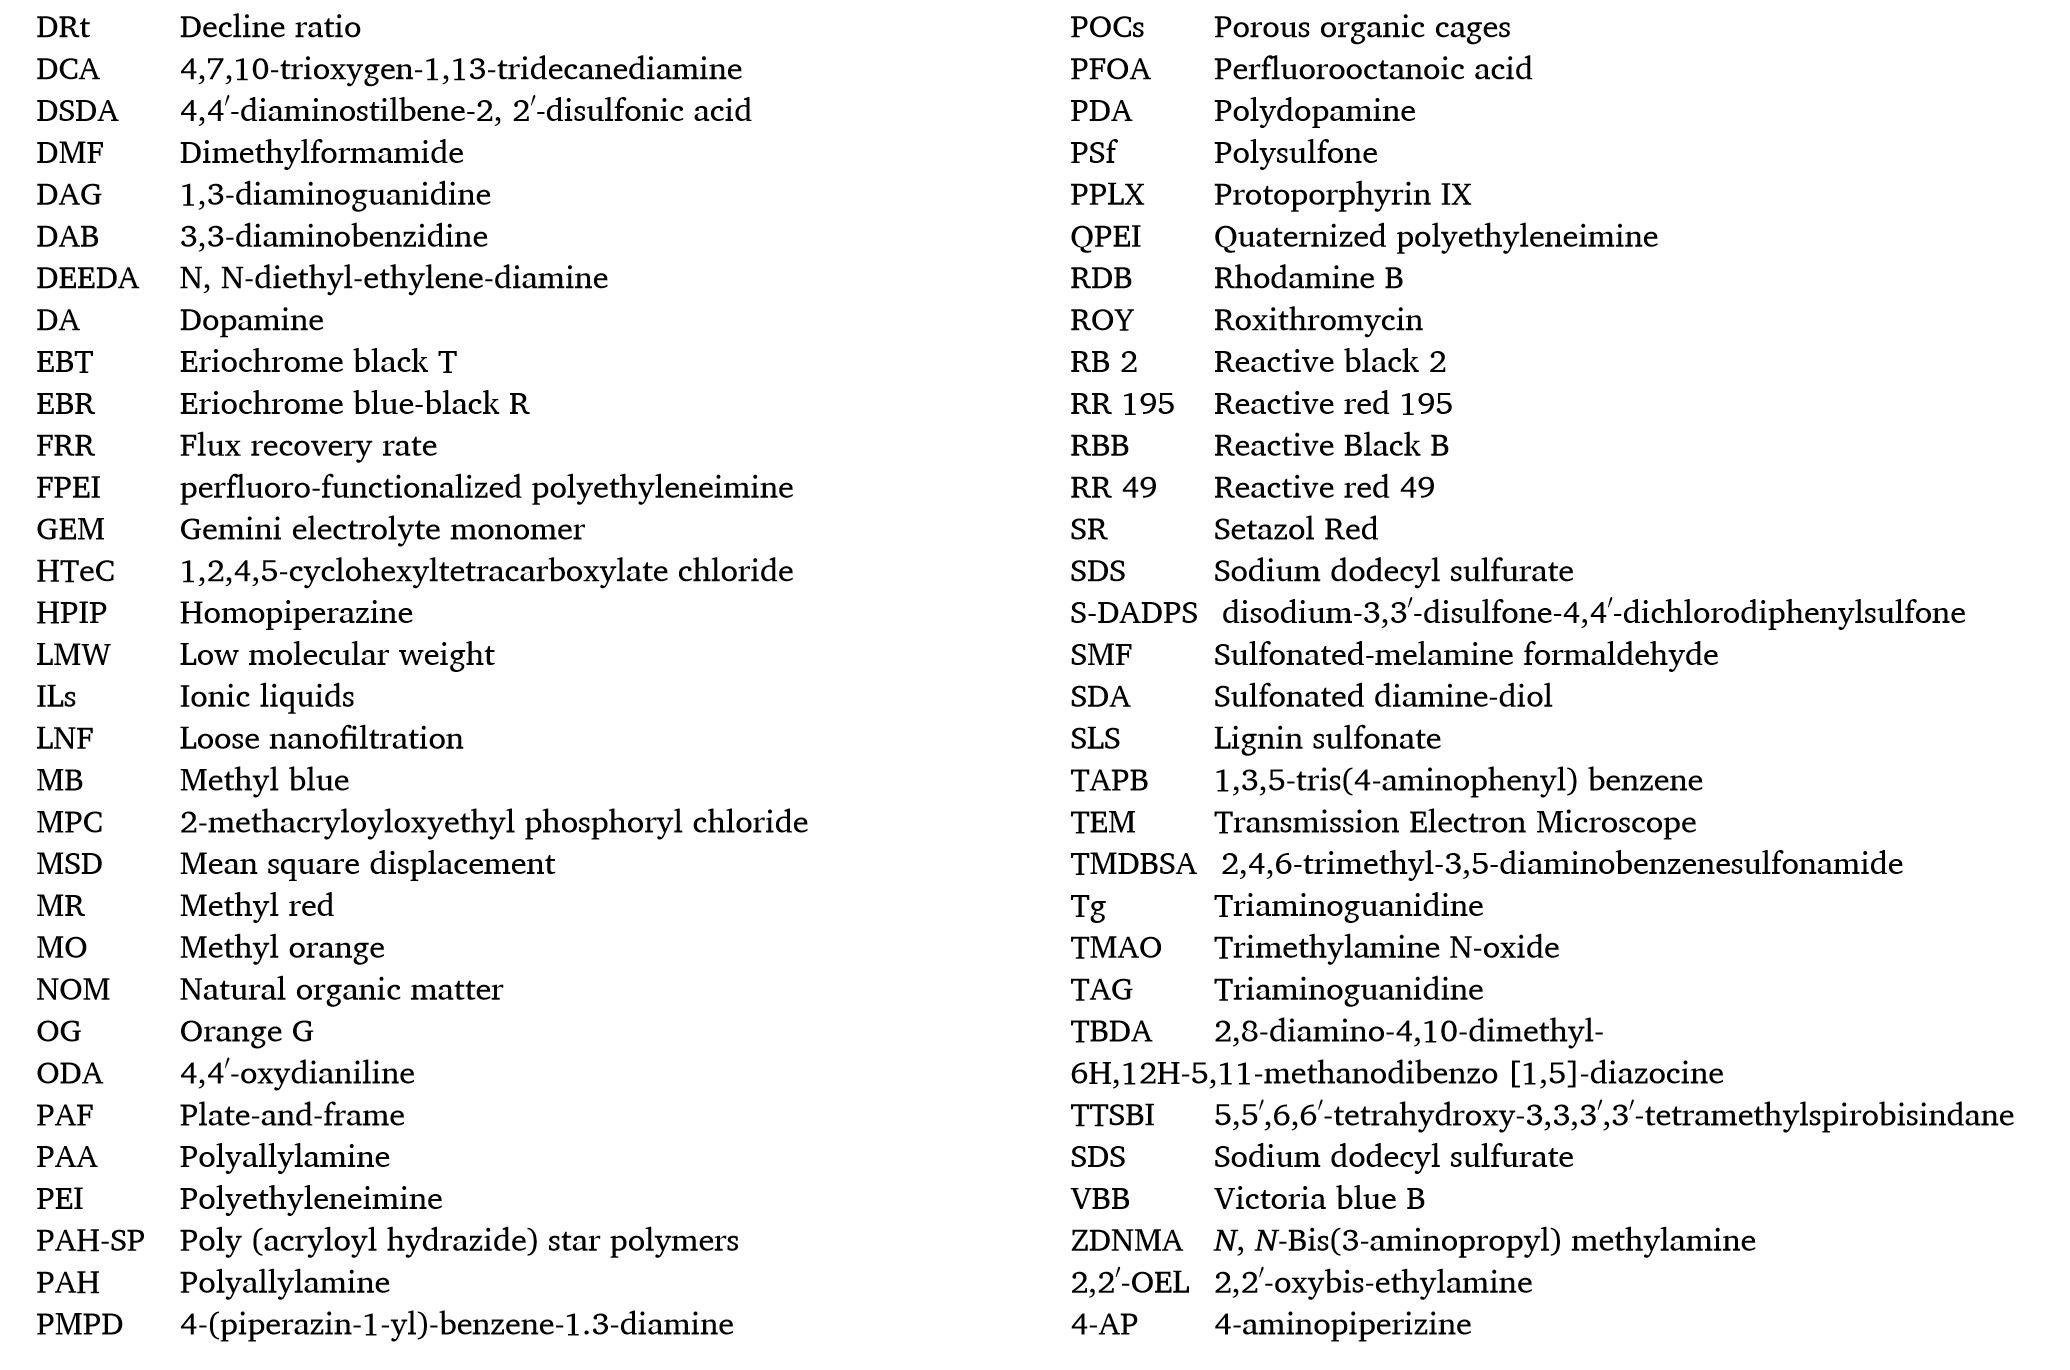 DRt Decline ratio
DCA 4,7,10-trioxygen-1,13-tridecanediamine
DSDA 4,4′-diaminostilbene-2, 2′-disulfonic acid
DMF Dimethylformamide
DAG 1,3-diaminoguanidine
DAB 3,3-diaminobenzidine
DEEDA N, N-diethyl-ethylene-diamine
DA Dopamine
EBT Eriochrome black T
EBR Eriochrome blue-black R
FRR Flux recovery rate
FPEI perfluoro-functionalized polyethyleneimine
GEM Gemini electrolyte monomer
HTeC 1,2,4,5-cyclohexyltetracarboxylate chloride
HPIP Homopiperazine
LMW Low molecular weight
ILs Ionic liquids
LNF Loose nanofiltration
MB Methyl blue
MPC 2-methacryloyloxyethyl phosphoryl chloride
MSD Mean square displacement
MR Methyl red
MO Methyl orange
NOM Natural organic matter
OG Orange G
ODA 4,4′-oxydianiline
PAF Plate-and-frame
PAA Polyallylamine
PEI Polyethyleneimine
PAH-SP Poly (acryloyl hydrazide) star polymers
PAH Polyallylamine
PMPD 4-(piperazin-1-yl)-benzene-1.3-diamine
POCs Porous organic cages
PFOA Perfluorooctanoic acid
PDA Polydopamine
PSf Polysulfone
PPLX Protoporphyrin IX
QPEI Quaternized polyethyleneimine
RDB Rhodamine B
ROY Roxithromycin
RB 2 Reactive black 2
RR 195 Reactive red 195
RBB Reactive Black B
RR 49 Reactive red 49
SR Setazol Red
SDS Sodium dodecyl sulfurate
S-DADPS disodium-3,3′-disulfone-4,4′-dichlorodiphenylsulfone
SMF Sulfonated-melamine formaldehyde
SDA Sulfonated diamine-diol
SLS Lignin sulfonate
TAPB 1,3,5-tris(4-aminophenyl) benzene
TEM Transmission Electron Microscope
TMDBSA 2,4,6-trimethyl-3,5-diaminobenzenesulfonamide
Tg Triaminoguanidine
TMAO Trimethylamine N-oxide
TAG Triaminoguanidine
TBDA 2,8-diamino-4,10-dimethyl-
6H,12H-5,11-methanodibenzo [1,5]-diazocine
TTSBI 5,5′,6,6′-tetrahydroxy-3,3,3′,3′-tetramethylspirobisindane
SDS Sodium dodecyl sulfurate
VBB Victoria blue B
ZDNMA N, N-Bis(3-aminopropyl) methylamine
2,2′-OEL 2,2′-oxybis-ethylamine
4-AP 4-aminopiperizine